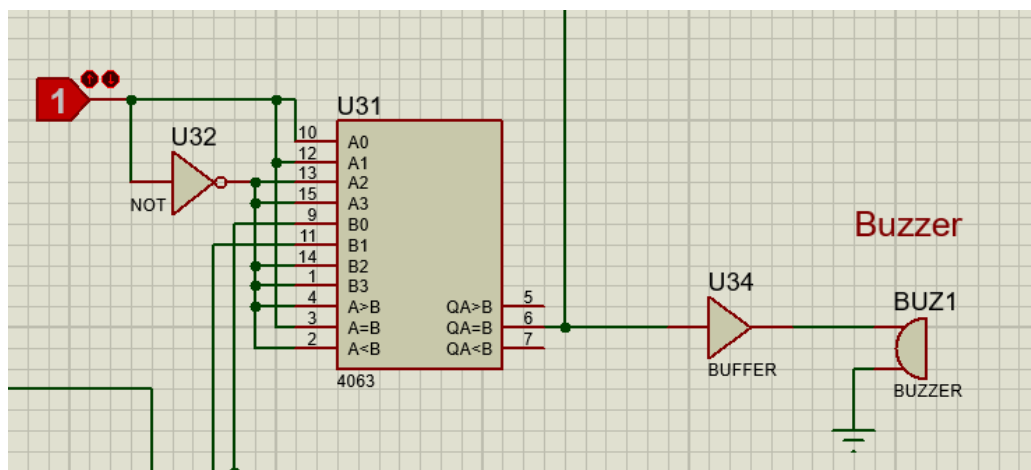 1
U32
NOT
U31
10 A0
12 A1
13 A2
15 A3
9 B0
11 B1
14 B2
1 B3
4 A>B QA>B 5
3 A=B QA=B 6
2 A<B QA<B 7
4063
Buzzer
U34
BUFFER
BUZ1
BUZZER